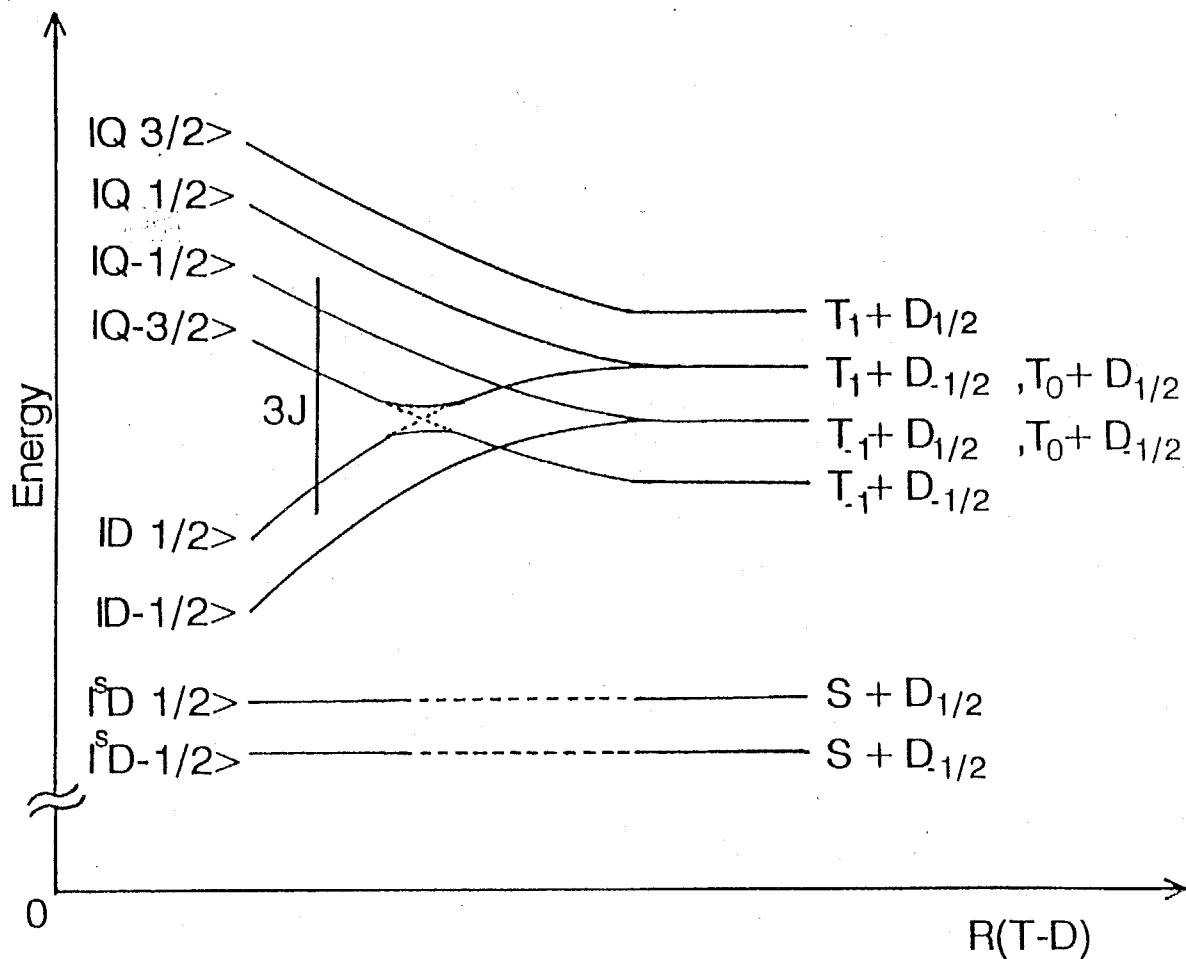 IQ 3/2>
IQ 1/2>
IQ-1/2>
IQ-3/2>
3J
ID 1/2>
ID-1/2>
IˢD 1/2>
IˢD-1/2>
Energy
T₁ + D₁/₂
T₁ + D₋₁/₂ ,T₀ + D₁/₂
T₋₁ + D₁/₂ ,T₀ + D₋₁/₂
T₋₁ + D₋₁/₂
S + D₁/₂
S + D₋₁/₂
0
R(T-D)